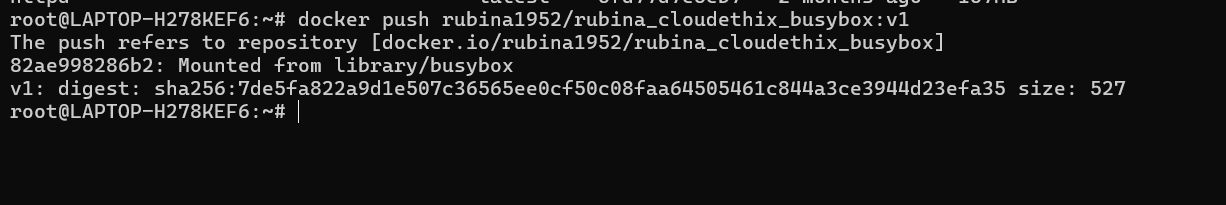 root@LAPTOP-H278KEF6:~# docker push rubina1952/rubina_cloudethix_busybox:v1
The push refers to repository [docker.io/rubina1952/rubina_cloudethix_busybox]
82ae998286b2: Mounted from library/busybox
v1: digest: sha256:7de5fa822a9d1e507c36565ee0cf50c08faa64505461c844a3ce3944d23efa35 size: 527
root@LAPTOP-H278KEF6:~#